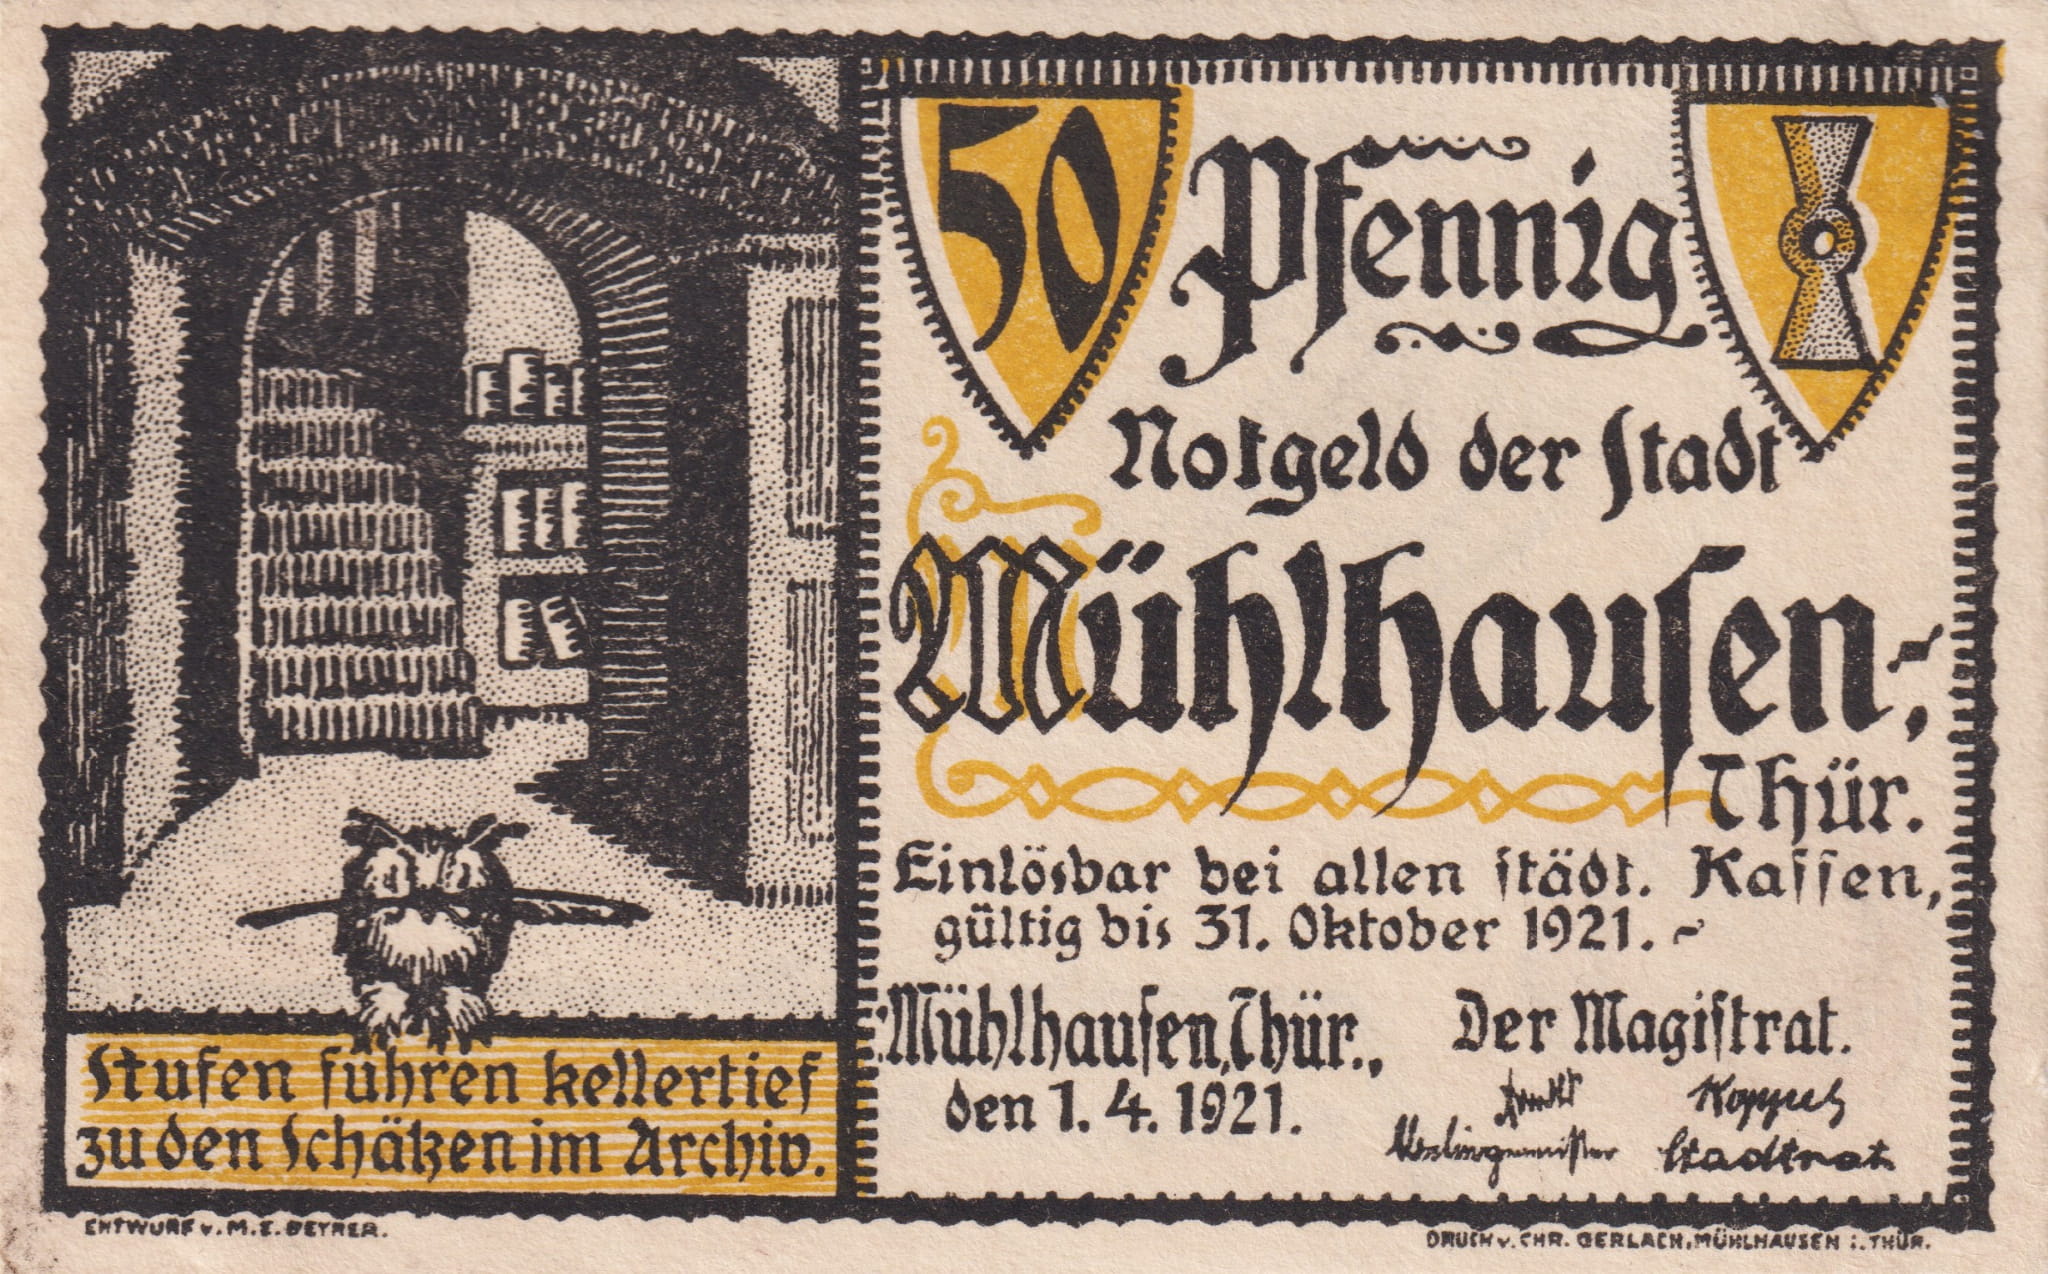 50 Pfennig
Notgeld der Stadt
Mühlhausen,
Thür.
Einlösbar bei allen städt. Kassen,
gültig bis 31. Oktober 1921.
Mühlhausen, Thür.,
den 1. 4. 1921.
Der Magistrat.
Arndt
Oberbürgermeister
Stadtrat
Stufen führen kellertief
zu den Schätzen im Archiv.
ENTWURF v. M. E. BEYRER.
DRUCK v. CHR. GERLACH, MÜHLHAUSEN i. THÜR.